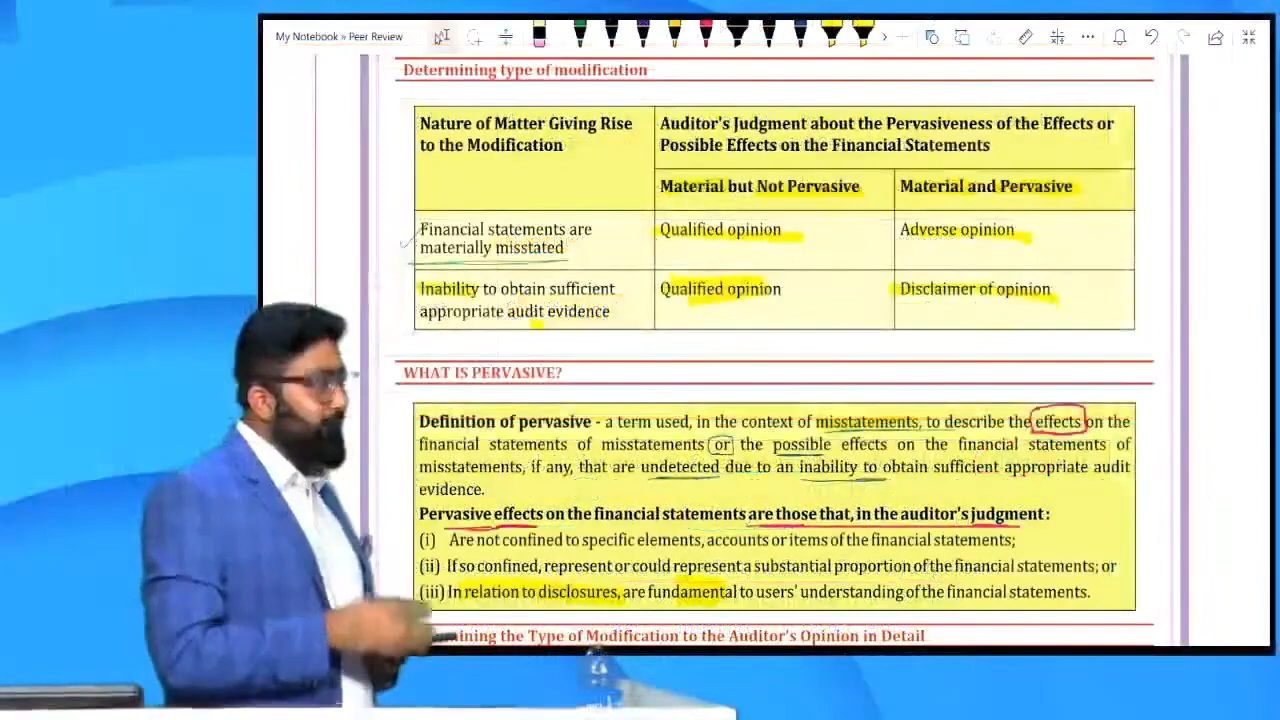 My Notebook » Peer Review
Determining type of modification
Nature of Matter Giving Rise
to the Modification
Auditor's Judgment about the Pervasiveness of the Effects or
Possible Effects on the Financial Statements
Material but Not Pervasive
Material and Pervasive
Financial statements are
materially misstated
Qualified opinion
Adverse opinion
Inability to obtain sufficient
appropriate audit evidence
Qualified opinion
Disclaimer of opinion
WHAT IS PERVASIVE?
Definition of pervasive - a term used, in the context of misstatements, to describe the effects on the
financial statements of misstatements or the possible effects on the financial statements of
misstatements, if any, that are undetected due to an inability to obtain sufficient appropriate audit
evidence.
Pervasive effects on the financial statements are those that, in the auditor's judgment:
(i) Are not confined to specific elements, accounts or items of the financial statements;
(ii) If so confined, represent or could represent a substantial proportion of the financial statements; or
(iii) In relation to disclosures, are fundamental to users' understanding of the financial statements.
the Type of Modification to the Auditor's Opinion in Detail